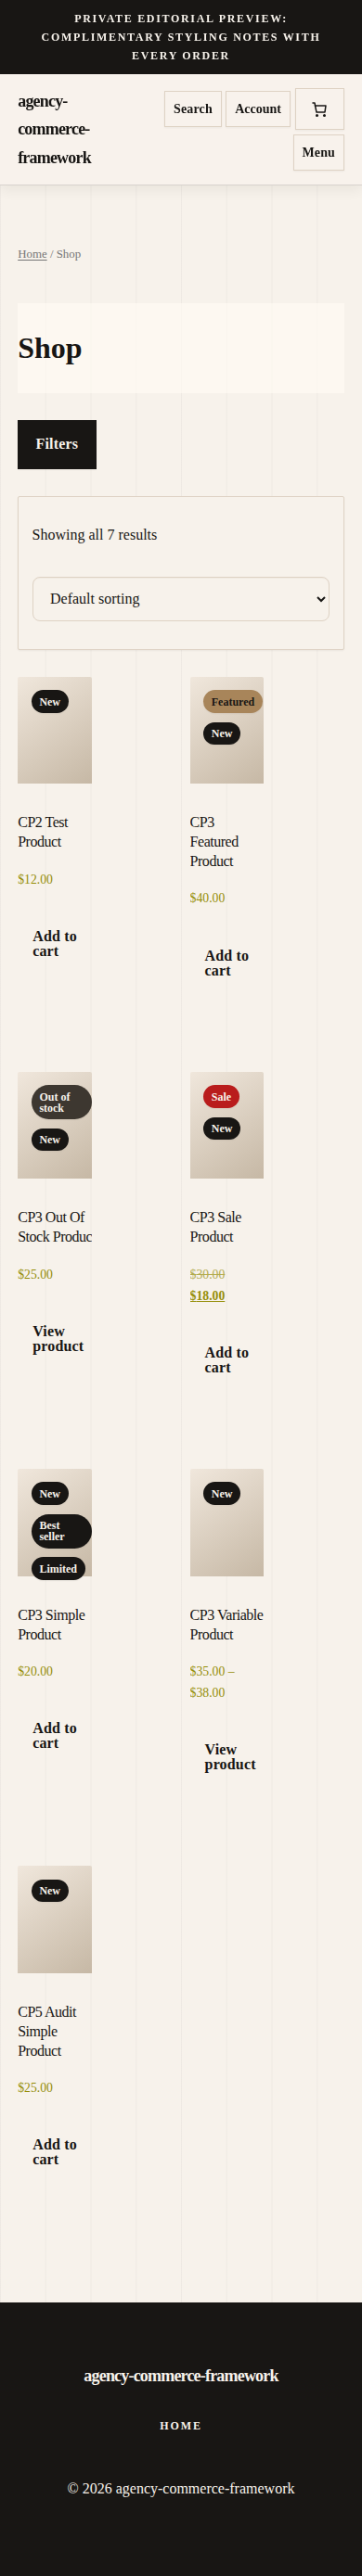 PRIVATE EDITORIAL PREVIEW:
COMPLIMENTARY STYLING NOTES WITH
EVERY ORDER
agency-
commerce-
framework
Search
Account
Menu
Home / Shop
Shop
Filters
Showing all 7 results
Default sorting
New
CP2 Test
Product
$12.00
Add to
cart
Featured
New
CP3
Featured
Product
$40.00
Add to
cart
Out of
stock
New
CP3 Out Of
Stock Produc
$25.00
View
product
Sale
New
CP3 Sale
Product
$30.00
$18.00
Add to
cart
New
Best
seller
Limited
CP3 Simple
Product
$20.00
Add to
cart
New
CP3 Variable
Product
$35.00 –
$38.00
View
product
New
CP5 Audit
Simple
Product
$25.00
Add to
cart
agency-commerce-framework
HOME
© 2026 agency-commerce-framework